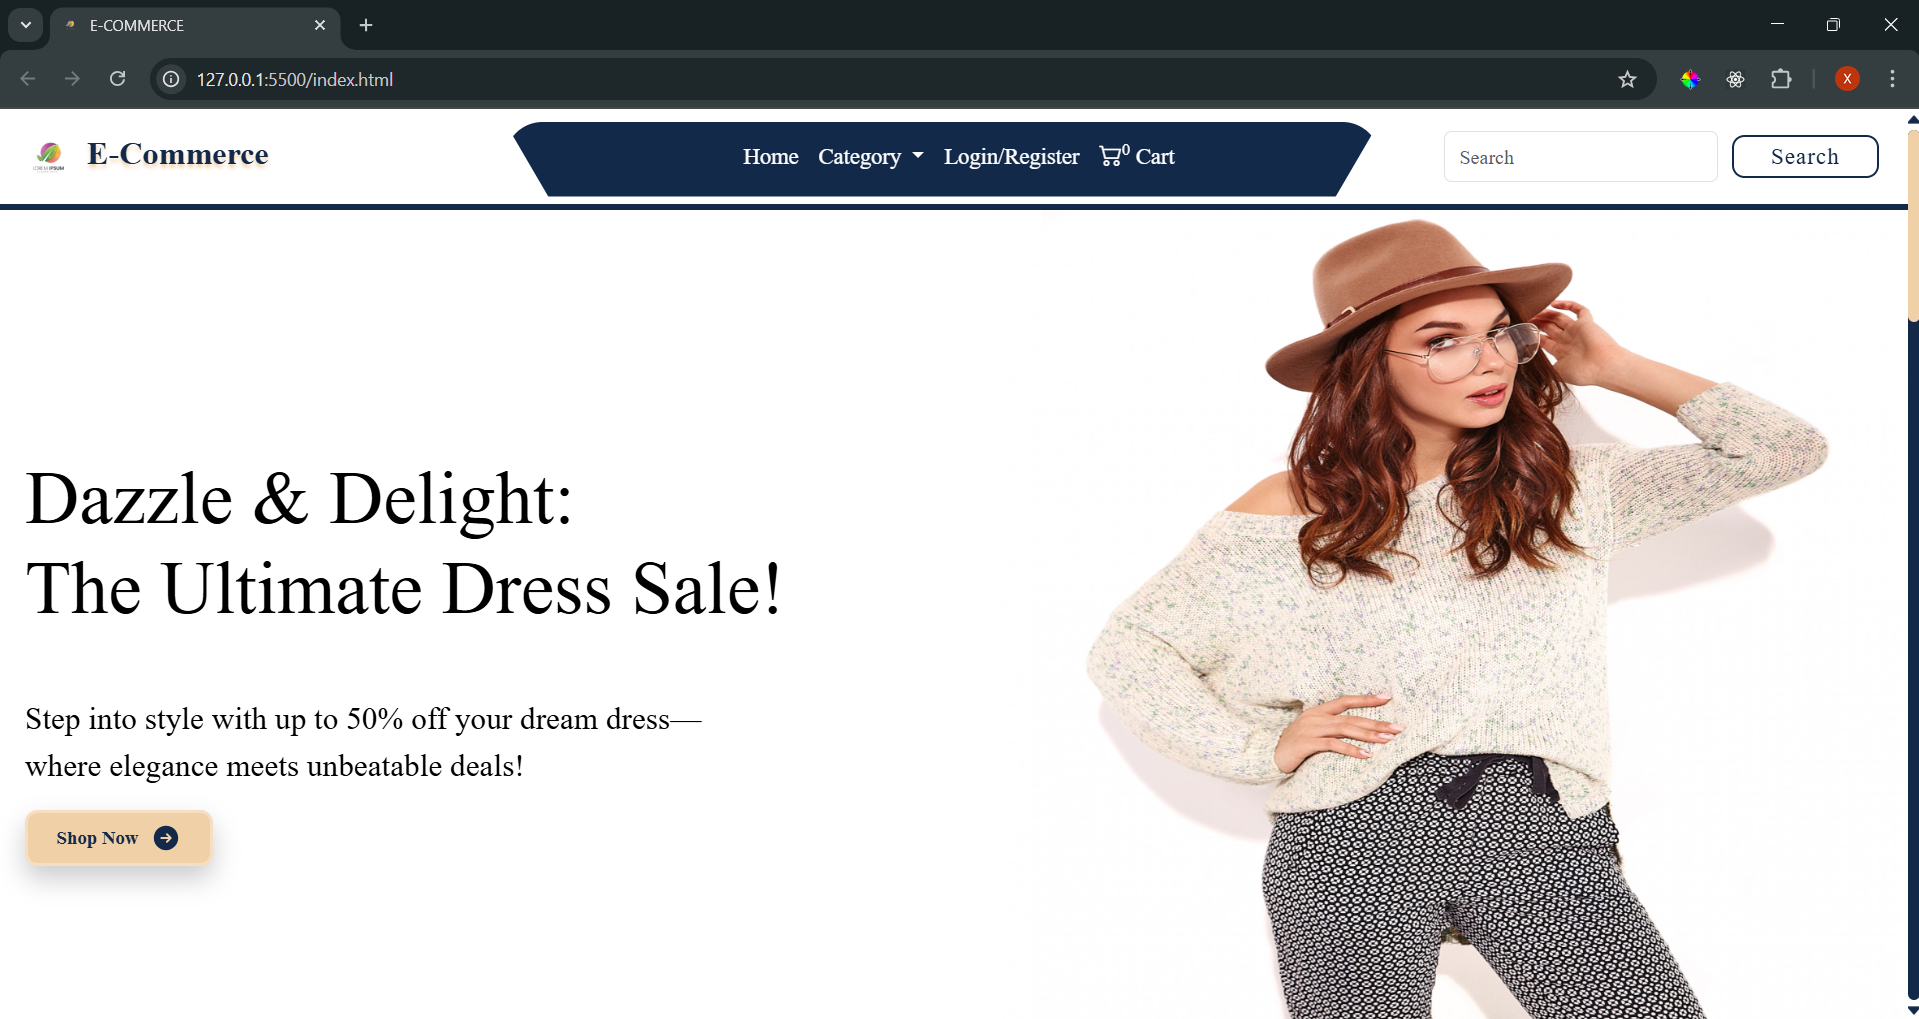 E-COMMERCE
127.0.0.1:5500/index.html
X
LOREM IPSUM
E-Commerce
Home
Category
Login/Register
0 Cart
Search
Search
Dazzle & Delight:
The Ultimate Dress Sale!
Step into style with up to 50% off your dream dress—
where elegance meets unbeatable deals!
Shop Now